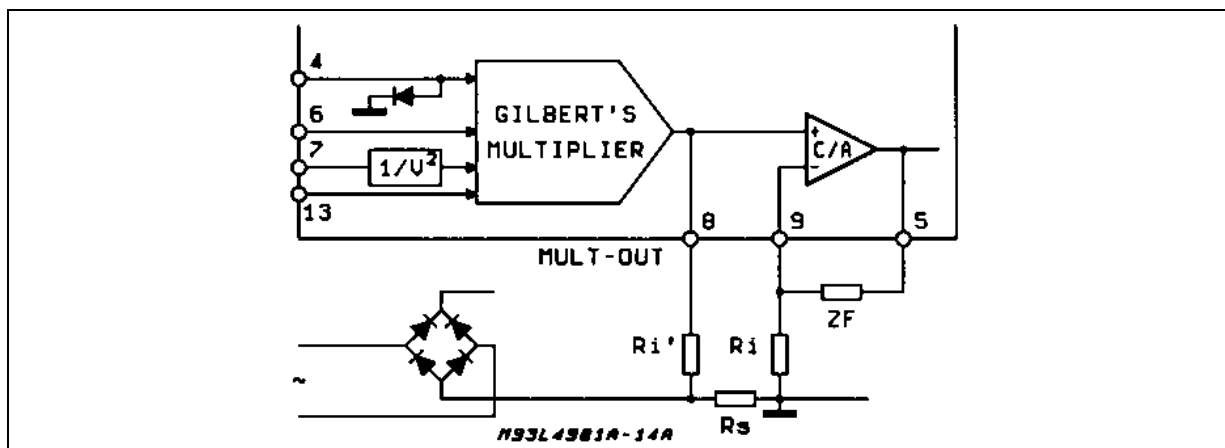 4
6
7
13
GILBERT'S
MULTIPLIER
1/V²
+
C/A
-
8
9
5
MULT-OUT
ZF
Ri'
Ri
~
Rs
M93L4981A-14A